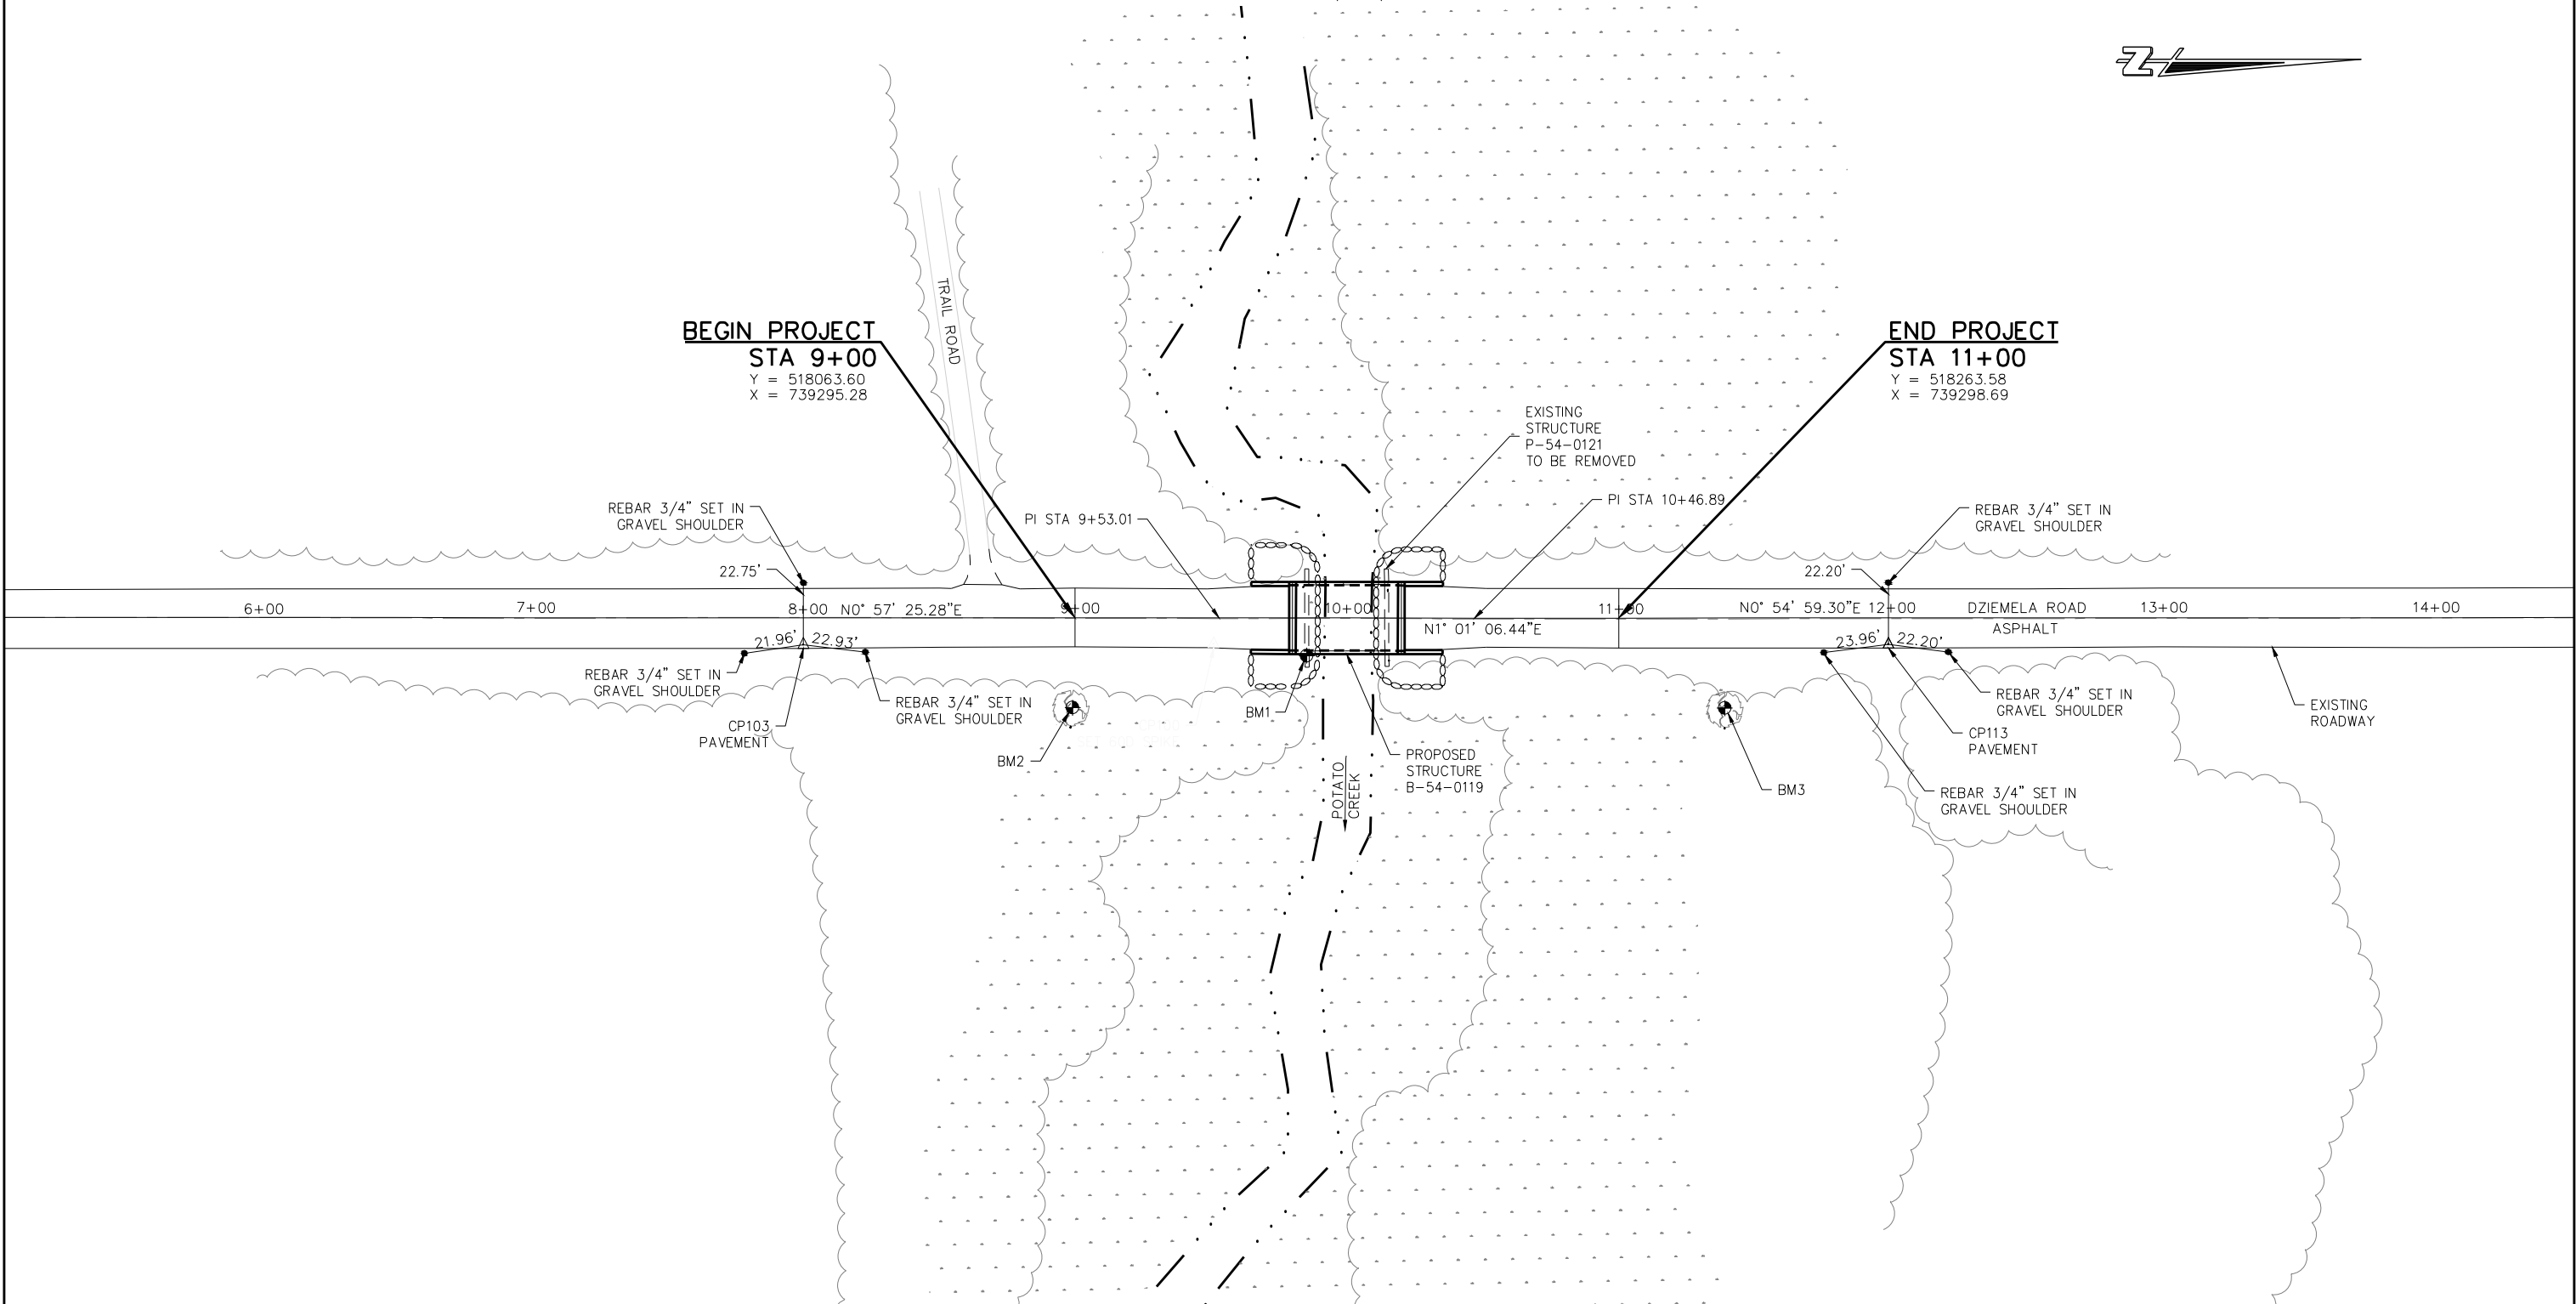 Z
TRAIL ROAD
BEGIN PROJECT
STA 9+00
Y = 518063.60
X = 739295.28
END PROJECT
STA 11+00
Y = 518263.58
X = 739298.69
EXISTING
STRUCTURE
P-54-0121
TO BE REMOVED
REBAR 3/4" SET IN
GRAVEL SHOULDER
PI STA 9+53.01
PI STA 10+46.89
REBAR 3/4" SET IN
GRAVEL SHOULDER
22.75'
22.20'
6+00
7+00
8+00
N0° 57' 25.28"E
9+00
10+00
11+00
N0° 54' 59.30"E
12+00
DZIEMELA ROAD
13+00
14+00
N1° 01' 06.44"E
ASPHALT
21.96'
22.93'
23.96'
22.20'
REBAR 3/4" SET IN
GRAVEL SHOULDER
REBAR 3/4" SET IN
GRAVEL SHOULDER
CP103
PAVEMENT
BM1
BM2
REBAR 3/4" SET IN
GRAVEL SHOULDER
EXISTING
ROADWAY
CP113
PAVEMENT
PROPOSED
STRUCTURE
B-54-0119
POTATO
CREEK
BM3
REBAR 3/4" SET IN
GRAVEL SHOULDER